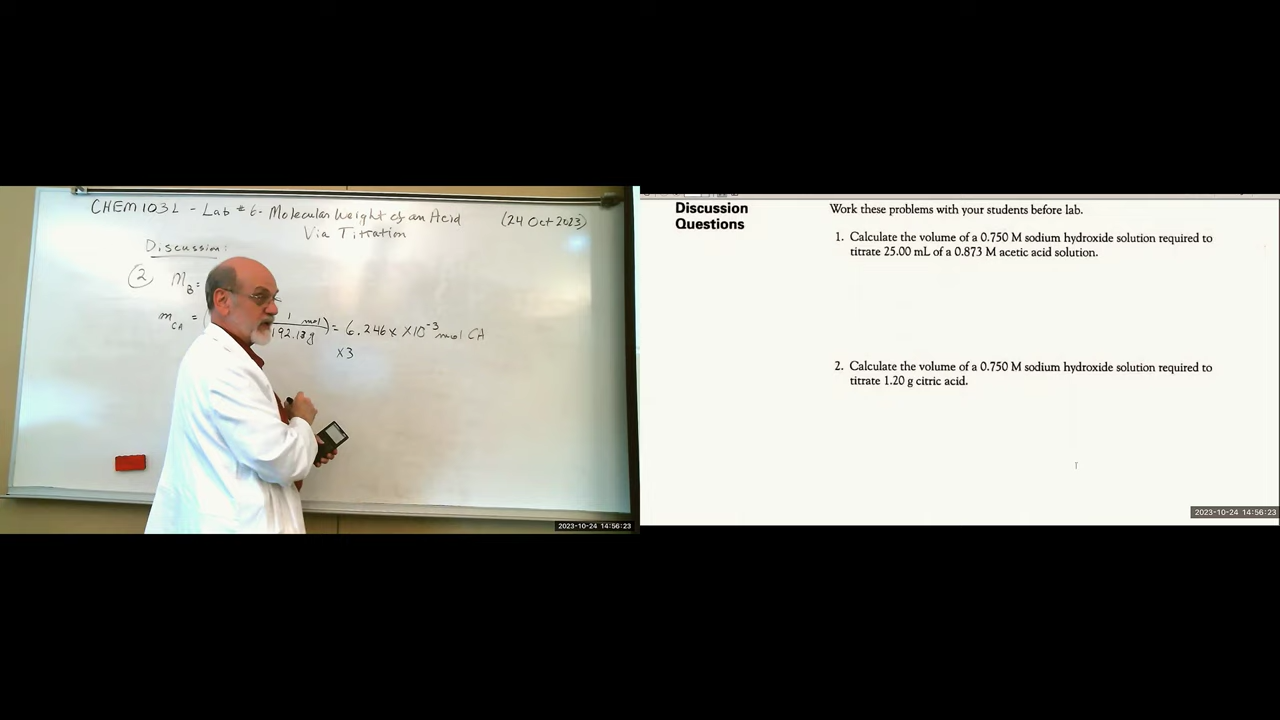 CHEM 103L - Lab # 6 - Molecular Weight of an Acid (24 Oct 2023)
Via Titration
Discussion:
2 M_B =
m_CA = ( 1 mol / 192.13g ) = 6.246x x10^-3 mol CA
x3
2023-10-24 14:56:23
Discussion
Questions
Work these problems with your students before lab.
1. Calculate the volume of a 0.750 M sodium hydroxide solution required to
titrate 25.00 mL of a 0.873 M acetic acid solution.
2. Calculate the volume of a 0.750 M sodium hydroxide solution required to
titrate 1.20 g citric acid.
2023-10-24 14:56:23